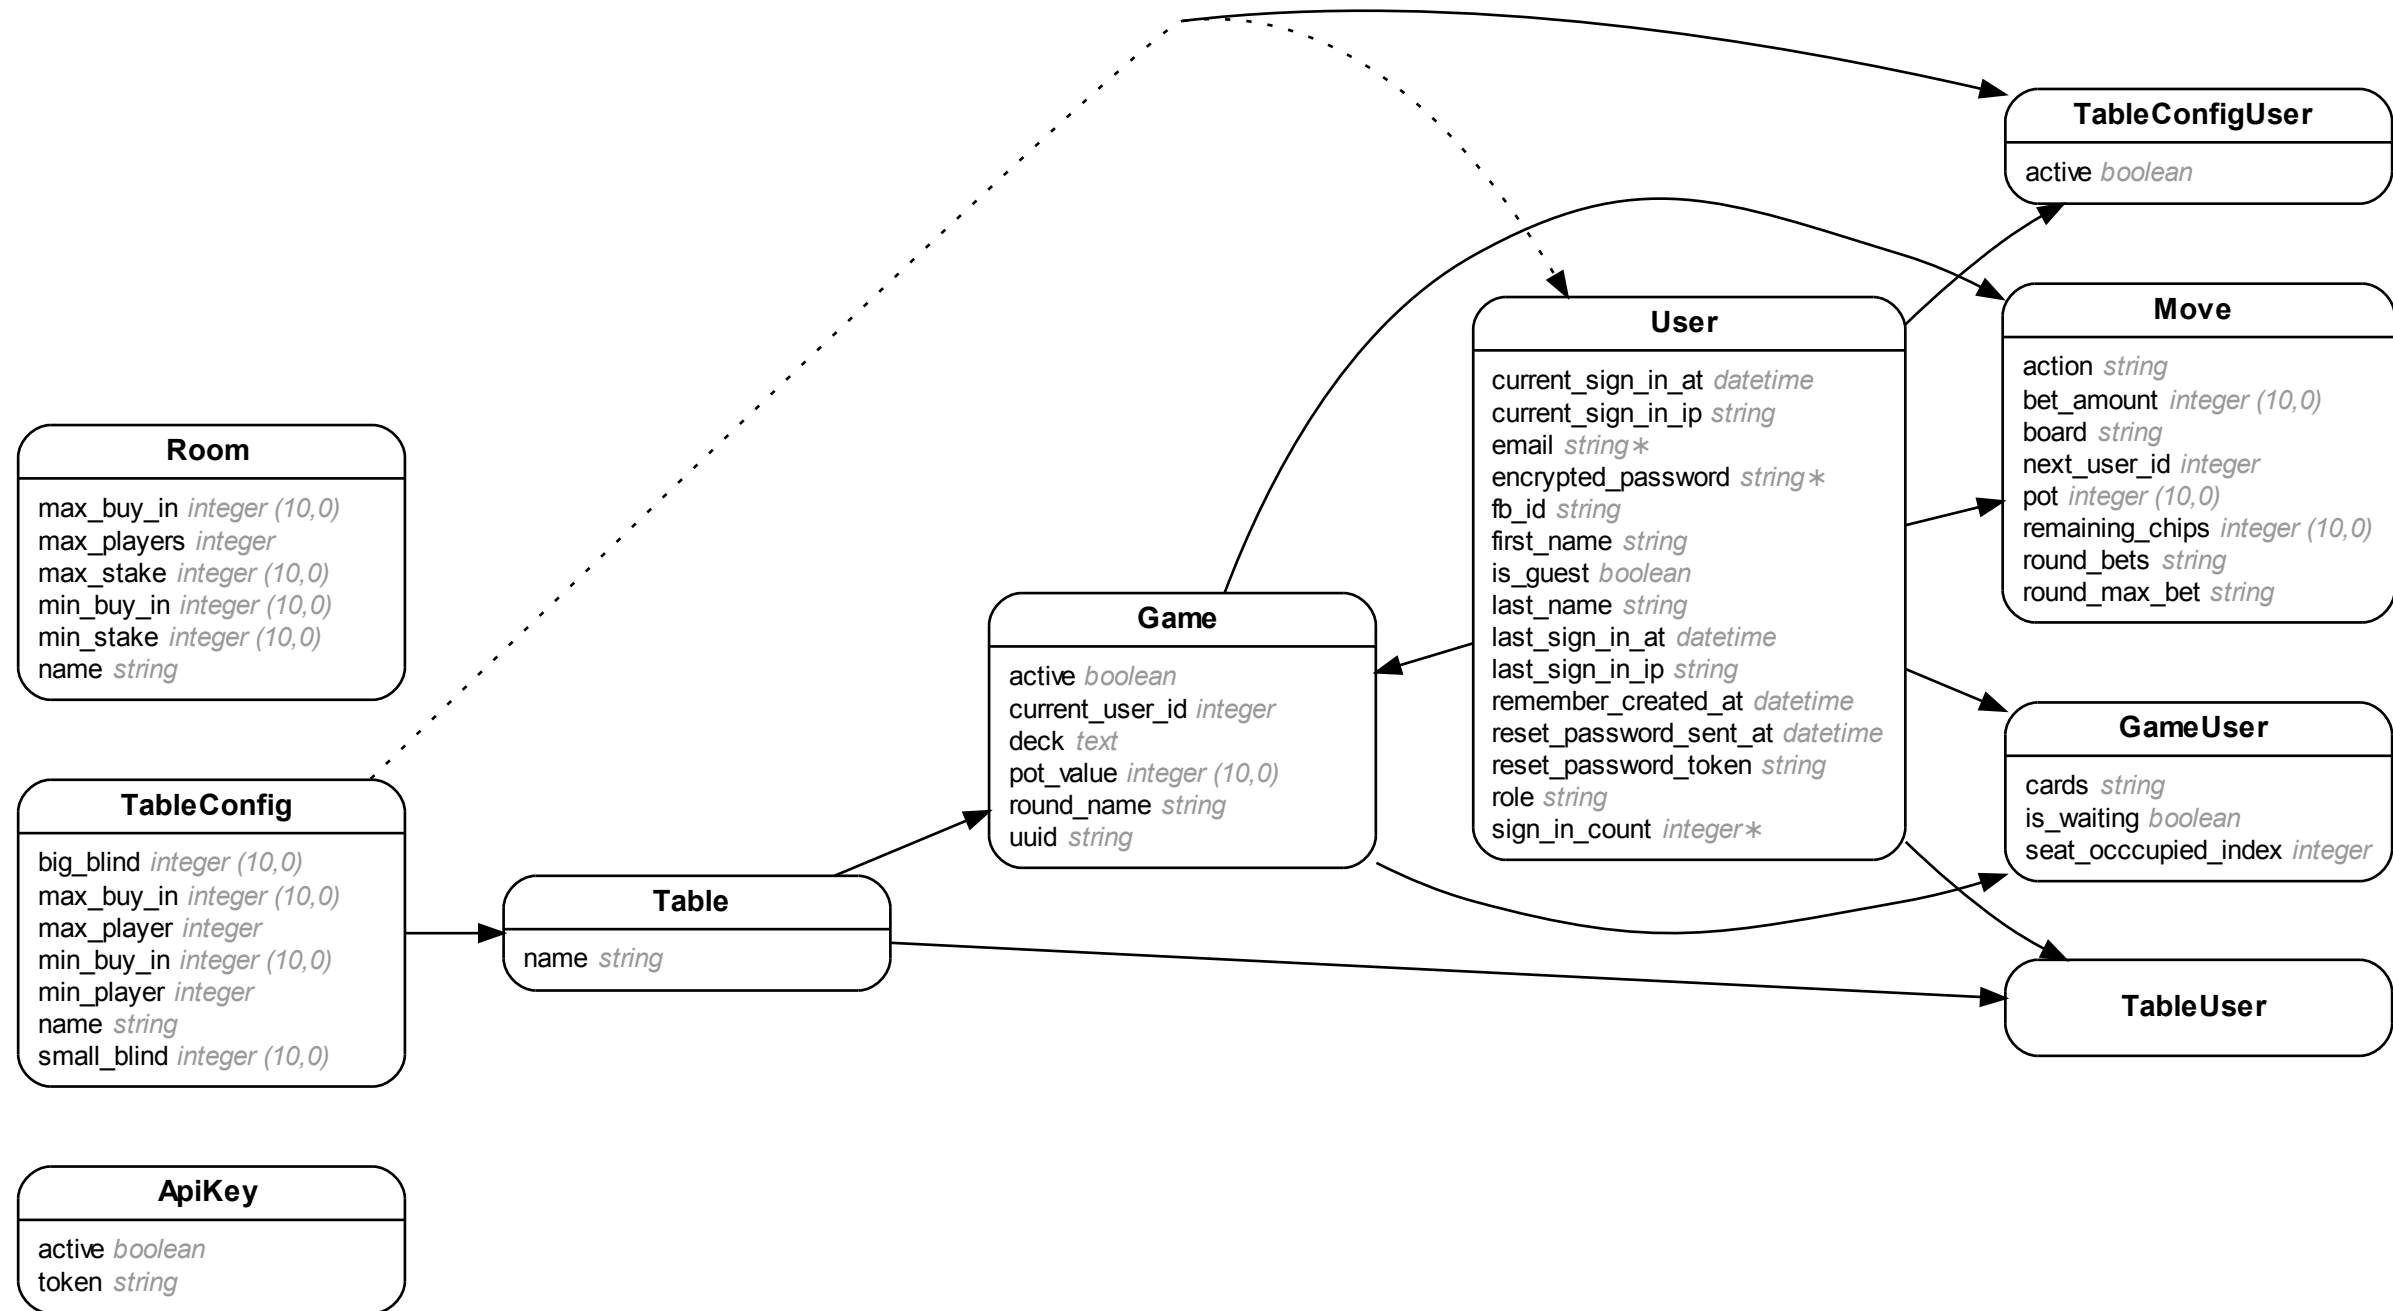 TableConfigUser
active boolean
Move
action string
bet_amount integer (10,0)
board string
next_user_id integer
pot integer (10,0)
remaining_chips integer (10,0)
round_bets string
round_max_bet string
User
current_sign_in_at datetime
current_sign_in_ip string
email string∗
encrypted_password string∗
fb_id string
first_name string
is_guest boolean
last_name string
last_sign_in_at datetime
last_sign_in_ip string
remember_created_at datetime
reset_password_sent_at datetime
reset_password_token string
role string
sign_in_count integer∗
Room
max_buy_in integer (10,0)
max_players integer
max_stake integer (10,0)
min_buy_in integer (10,0)
min_stake integer (10,0)
name string
Game
active boolean
current_user_id integer
deck text
pot_value integer (10,0)
round_name string
uuid string
GameUser
cards string
is_waiting boolean
seat_occcupied_index integer
TableConfig
big_blind integer (10,0)
max_buy_in integer (10,0)
max_player integer
min_buy_in integer (10,0)
min_player integer
name string
small_blind integer (10,0)
Table
name string
TableUser
ApiKey
active boolean
token string